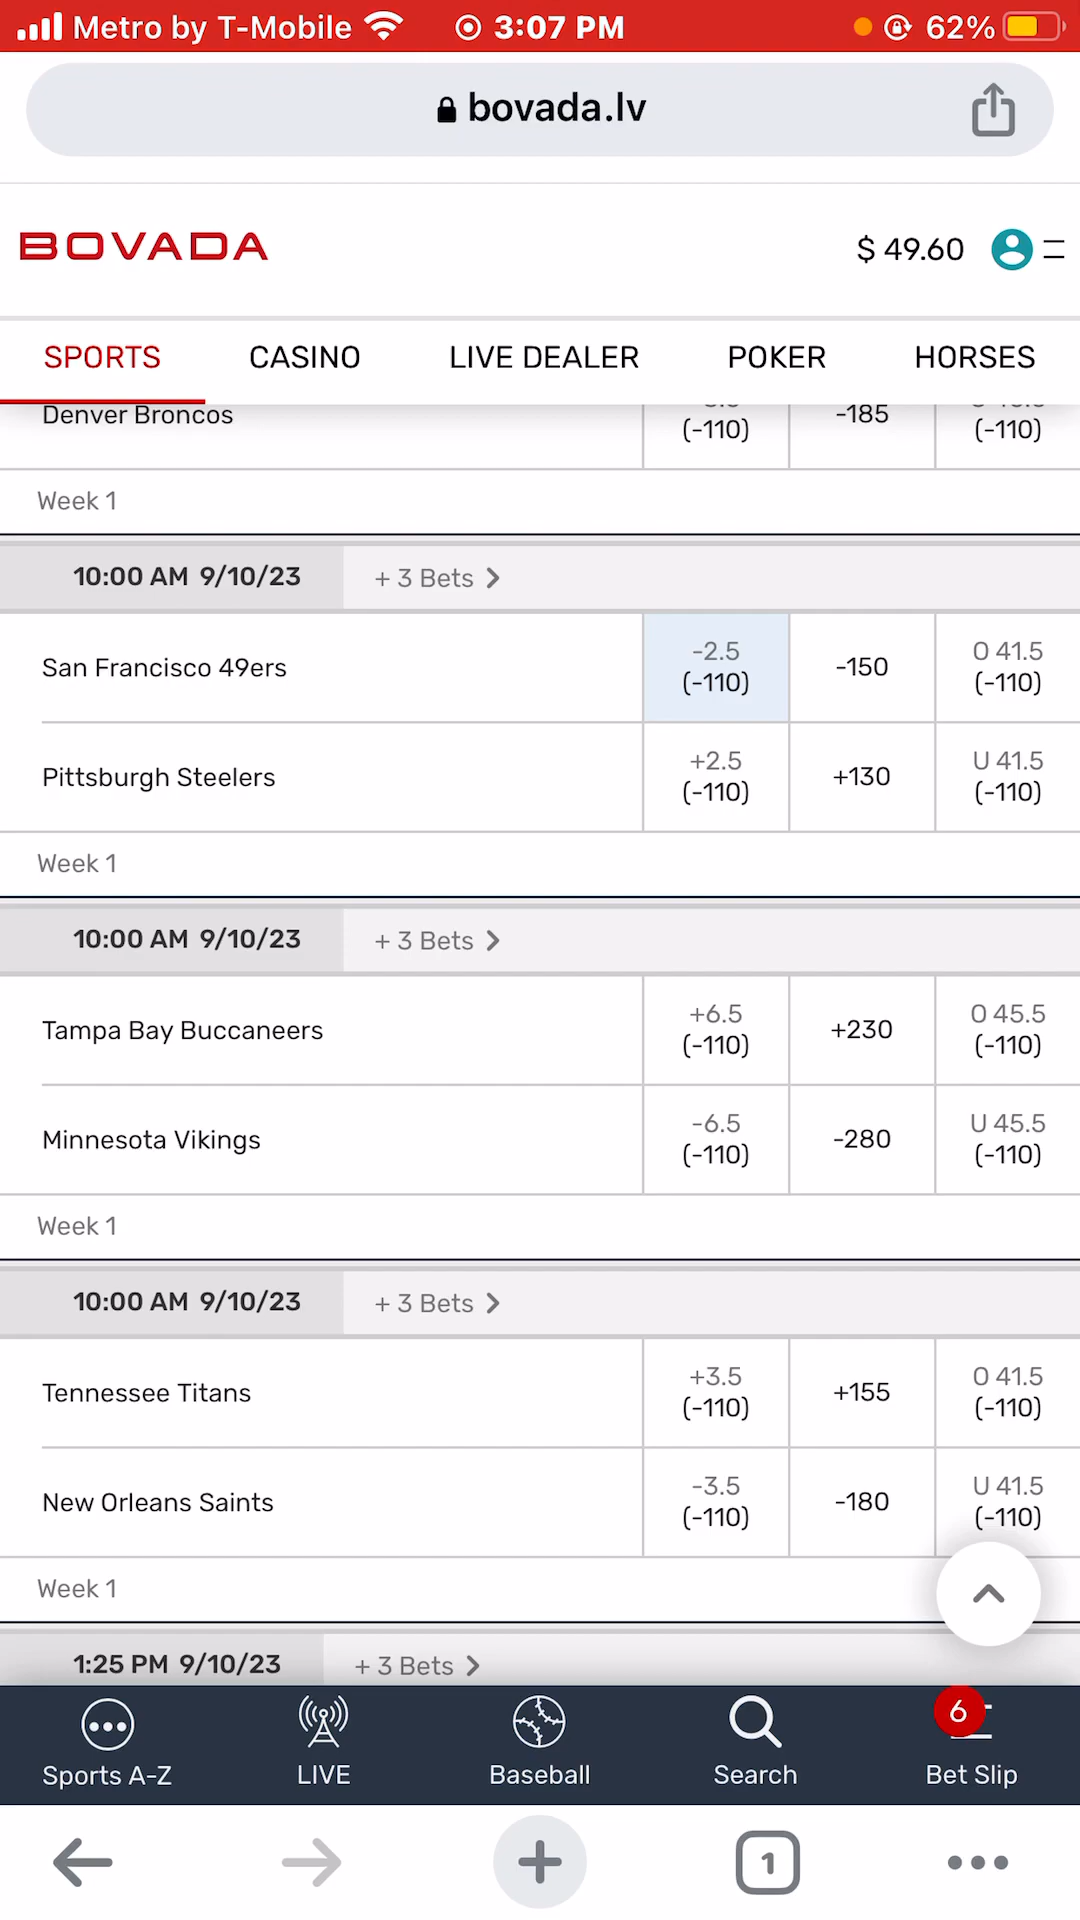 Metro by T-Mobile 3:07 PM 62%
bovada.lv
BOVADA $ 49.60
SPORTS CASINO LIVE DEALER POKER HORSES
Denver Broncos -185
(-110) (-110)
Week 1
10:00 AM 9/10/23 + 3 Bets
San Francisco 49ers -2.5 (-110) -150 O 41.5 (-110)
Pittsburgh Steelers +2.5 (-110) +130 U 41.5 (-110)
Week 1
10:00 AM 9/10/23 + 3 Bets
Tampa Bay Buccaneers +6.5 (-110) +230 O 45.5 (-110)
Minnesota Vikings -6.5 (-110) -280 U 45.5 (-110)
Week 1
10:00 AM 9/10/23 + 3 Bets
Tennessee Titans +3.5 (-110) +155 O 41.5 (-110)
New Orleans Saints -3.5 (-110) -180 U 41.5 (-110)
Week 1
1:25 PM 9/10/23 + 3 Bets
6
Sports A-Z LIVE Baseball Search Bet Slip
1